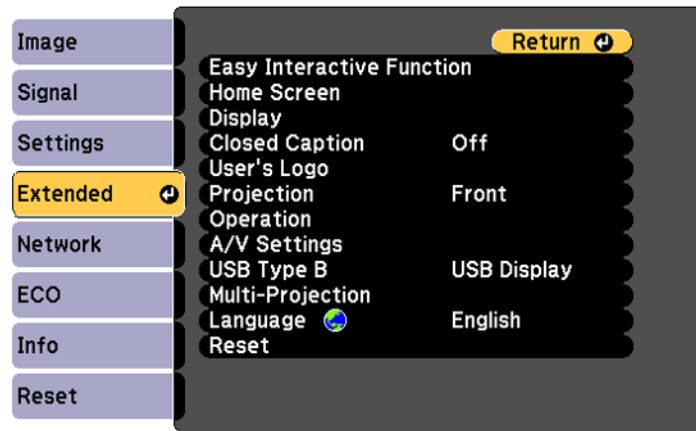 Image
Signal
Settings
Extended
Network
ECO
Info
Reset
Return
Easy Interactive Function
Home Screen
Display
Closed Caption Off
User's Logo
Projection Front
Operation
A/V Settings
USB Type B USB Display
Multi-Projection
Language English
Reset